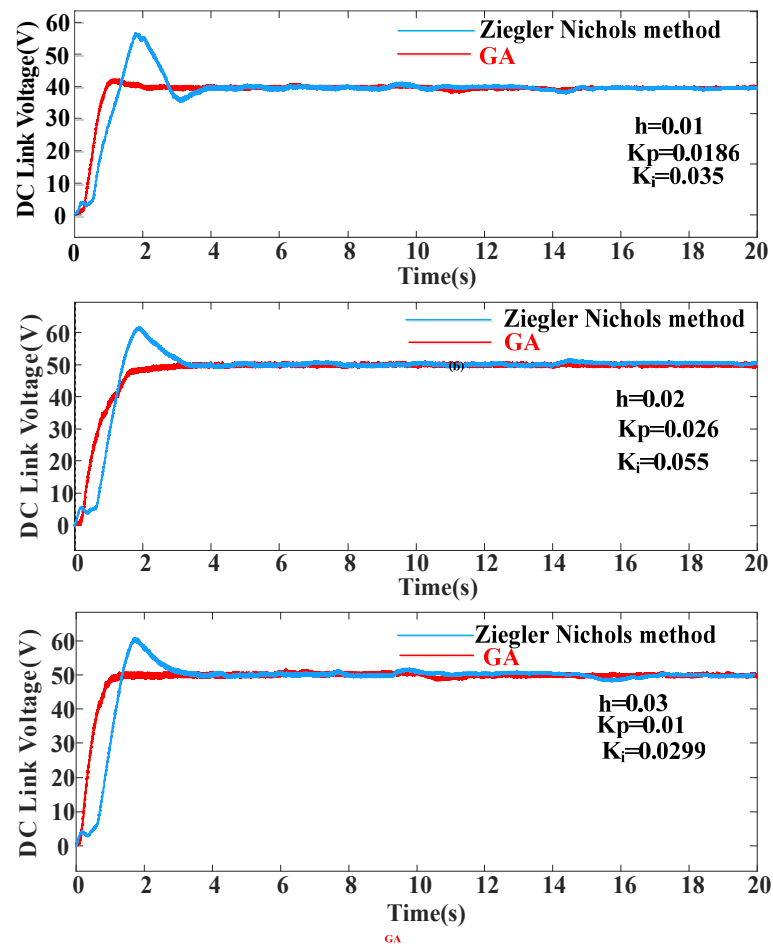 DC Link Voltage(V)
60
50
40
30
20
10
0
Ziegler Nichols method
GA
h=0.01
Kp=0.0186
Ki=0.035
0 2 4 6 8 10 12 14 16 18 20
Time(s)
DC Link Voltage(V)
60
50
40
30
20
10
0
Ziegler Nichols method
GA
(b)
h=0.02
Kp=0.026
Ki=0.055
0 2 4 6 8 10 12 14 16 18 20
Time(s)
DC Link Voltage(V)
60
50
40
30
20
10
0
Ziegler Nichols method
GA
h=0.03
Kp=0.01
Ki=0.0299
0 2 4 6 8 10 12 14 16 18 20
Time(s)
GA